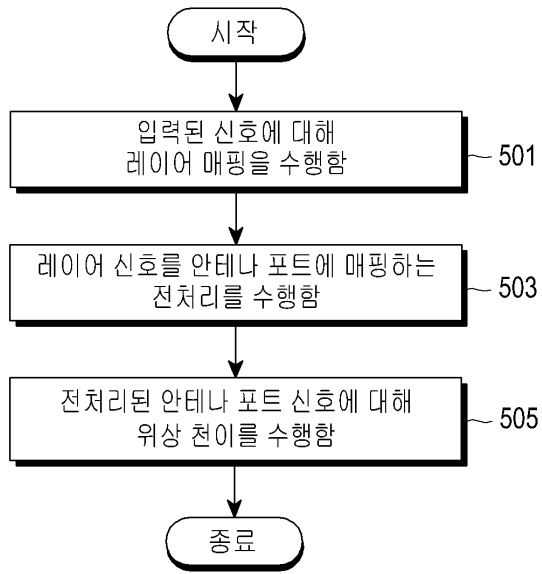 시작
입력된 신호에 대해
레이어 매핑을 수행함
501
레이어 신호를 안테나 포트에 매핑하는
전처리를 수행함
503
전처리된 안테나 포트 신호에 대해
위상 천이를 수행함
505
종료